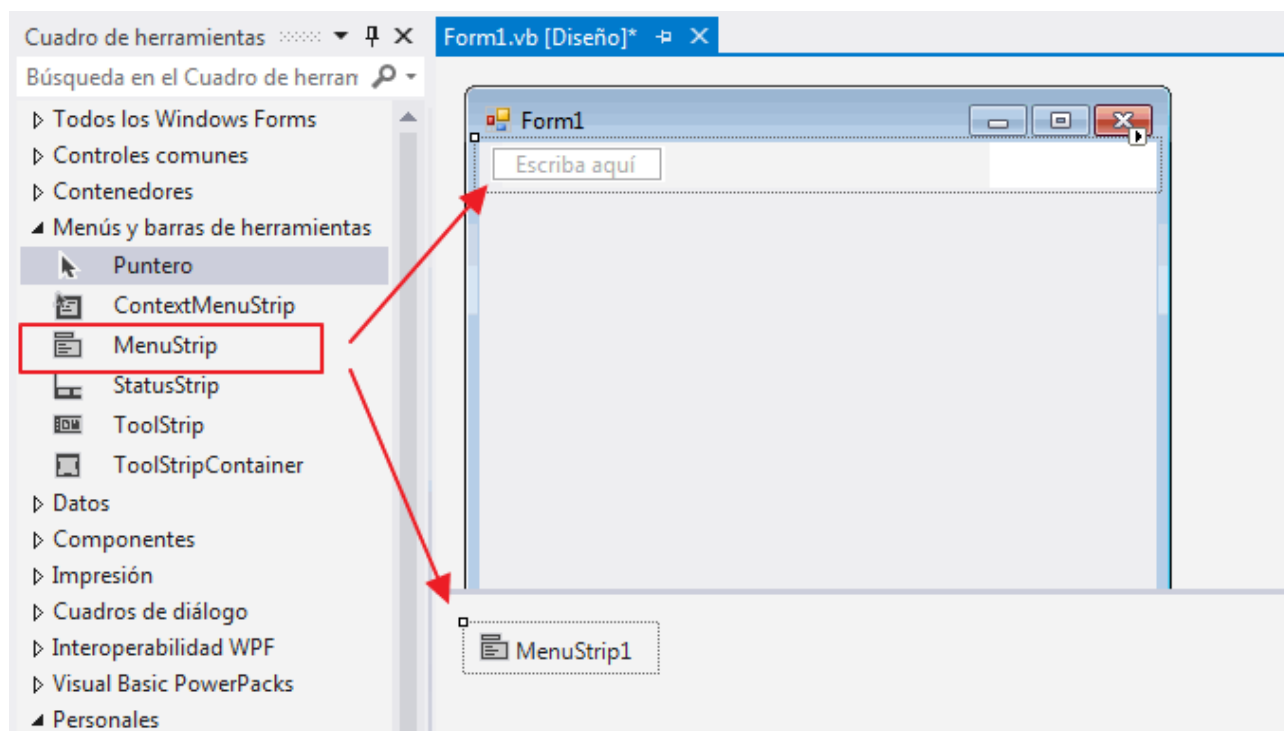 Cuadro de herramientas
Búsqueda en el Cuadro de herran
Todos los Windows Forms
Controles comunes
Contenedores
Menús y barras de herramientas
Puntero
ContextMenuStrip
MenuStrip
StatusStrip
ToolStrip
ToolStripContainer
Datos
Componentes
Impresión
Cuadros de diálogo
Interoperabilidad WPF
Visual Basic PowerPacks
Personales
Form1.vb [Diseño]*
Form1
Escriba aquí
MenuStrip1